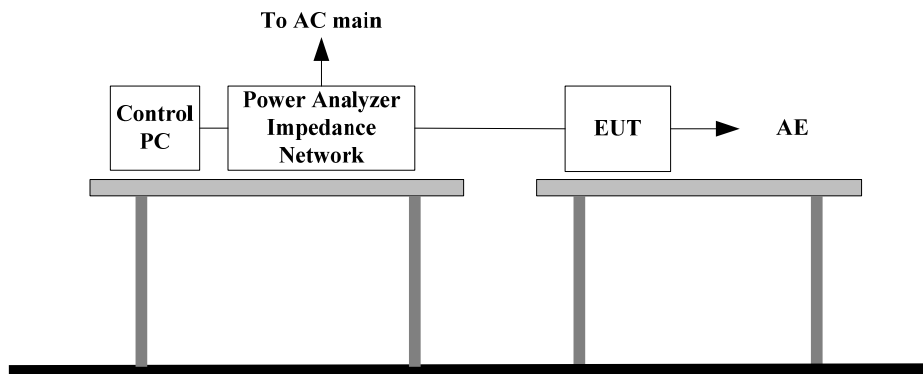 To AC main
Control
PC
Power Analyzer
Impedance
Network
EUT
AE